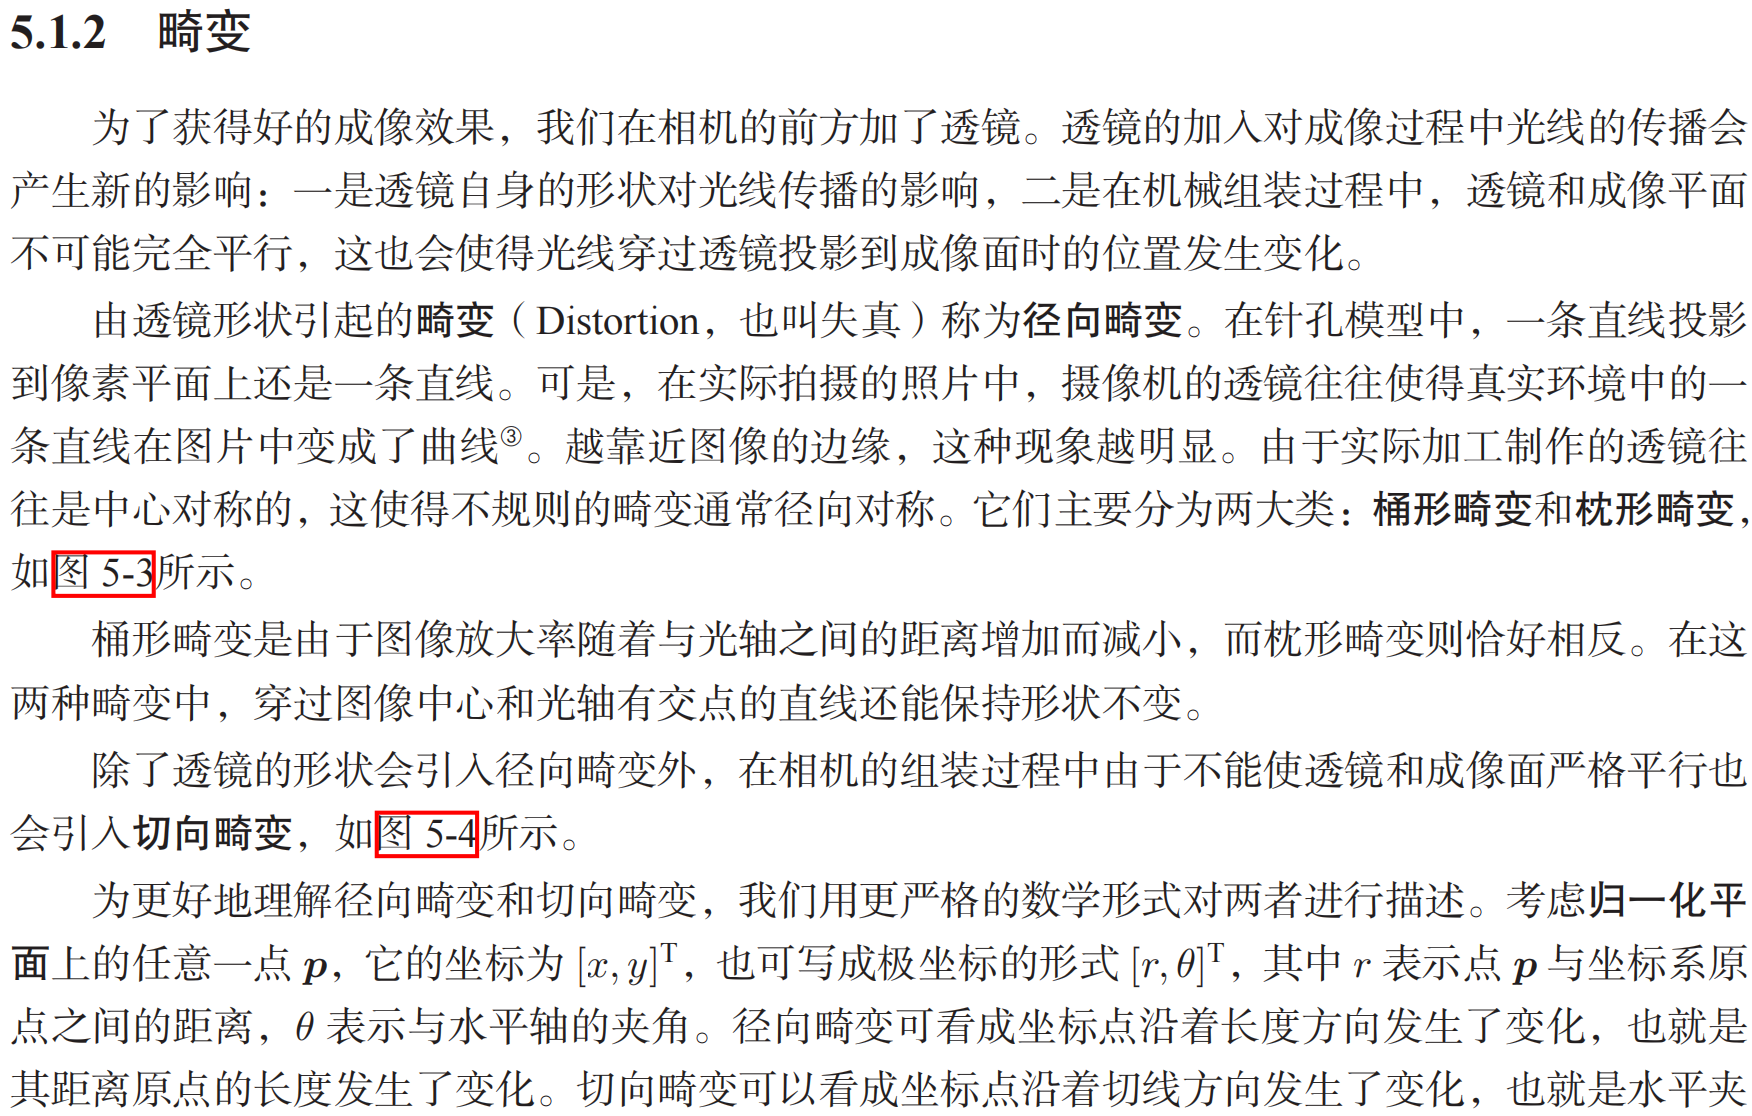 5.1.2 畸变
为了获得好的成像效果，我们在相机的前方加了透镜。透镜的加入对成像过程中光线的传播会
产生新的影响：一是透镜自身的形状对光线传播的影响，二是在机械组装过程中，透镜和成像平面
不可能完全平行，这也会使得光线穿过透镜投影到成像面时的位置发生变化。
由透镜形状引起的畸变（Distortion，也叫失真）称为径向畸变。在针孔模型中，一条直线投影
到像素平面上还是一条直线。可是，在实际拍摄的照片中，摄像机的透镜往往使得真实环境中的一
条直线在图片中变成了曲线③。越靠近图像的边缘，这种现象越明显。由于实际加工制作的透镜往
往是中心对称的，这使得不规则的畸变通常径向对称。它们主要分为两大类：桶形畸变和枕形畸变，
如图 5-3所示。
桶形畸变是由于图像放大率随着与光轴之间的距离增加而减小，而枕形畸变则恰好相反。在这
两种畸变中，穿过图像中心和光轴有交点的直线还能保持形状不变。
除了透镜的形状会引入径向畸变外，在相机的组装过程中由于不能使透镜和成像面严格平行也
会引入切向畸变，如图 5-4所示。
为更好地理解径向畸变和切向畸变，我们用更严格的数学形式对两者进行描述。考虑归一化平
面上的任意一点 p，它的坐标为 [x, y]ᵀ，也可写成极坐标的形式 [r, θ]ᵀ，其中 r 表示点 p 与坐标系原
点之间的距离，θ 表示与水平轴的夹角。径向畸变可看成坐标点沿着长度方向发生了变化，也就是
其距离原点的长度发生了变化。切向畸变可以看成坐标点沿着切线方向发生了变化，也就是水平夹